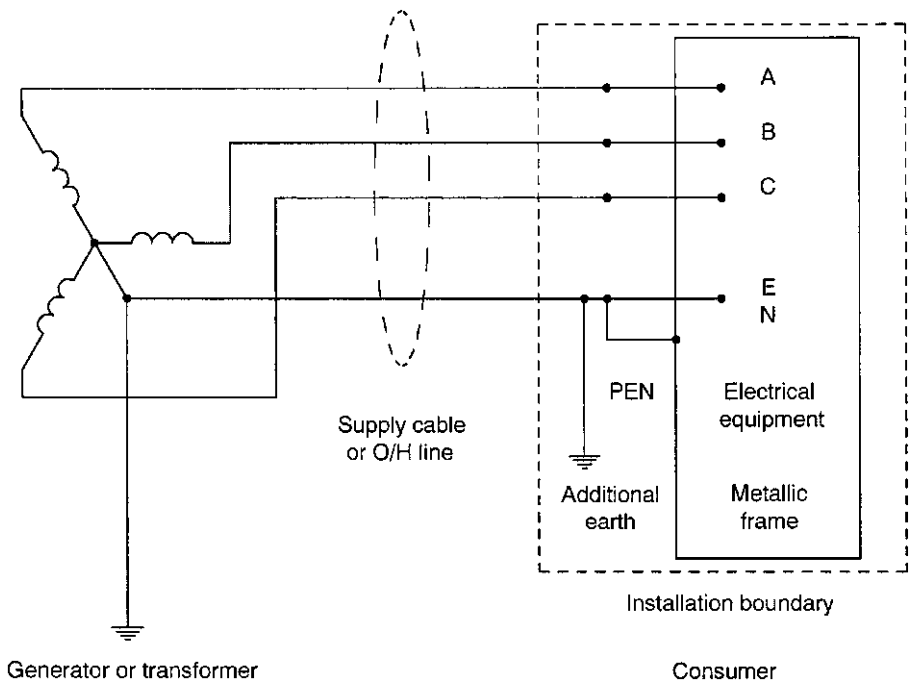 A
B
C
E
N
PEN
Electrical
equipment
Supply cable
or O/H line
Additional
earth
Metallic
frame
Installation boundary
Generator or transformer
Consumer